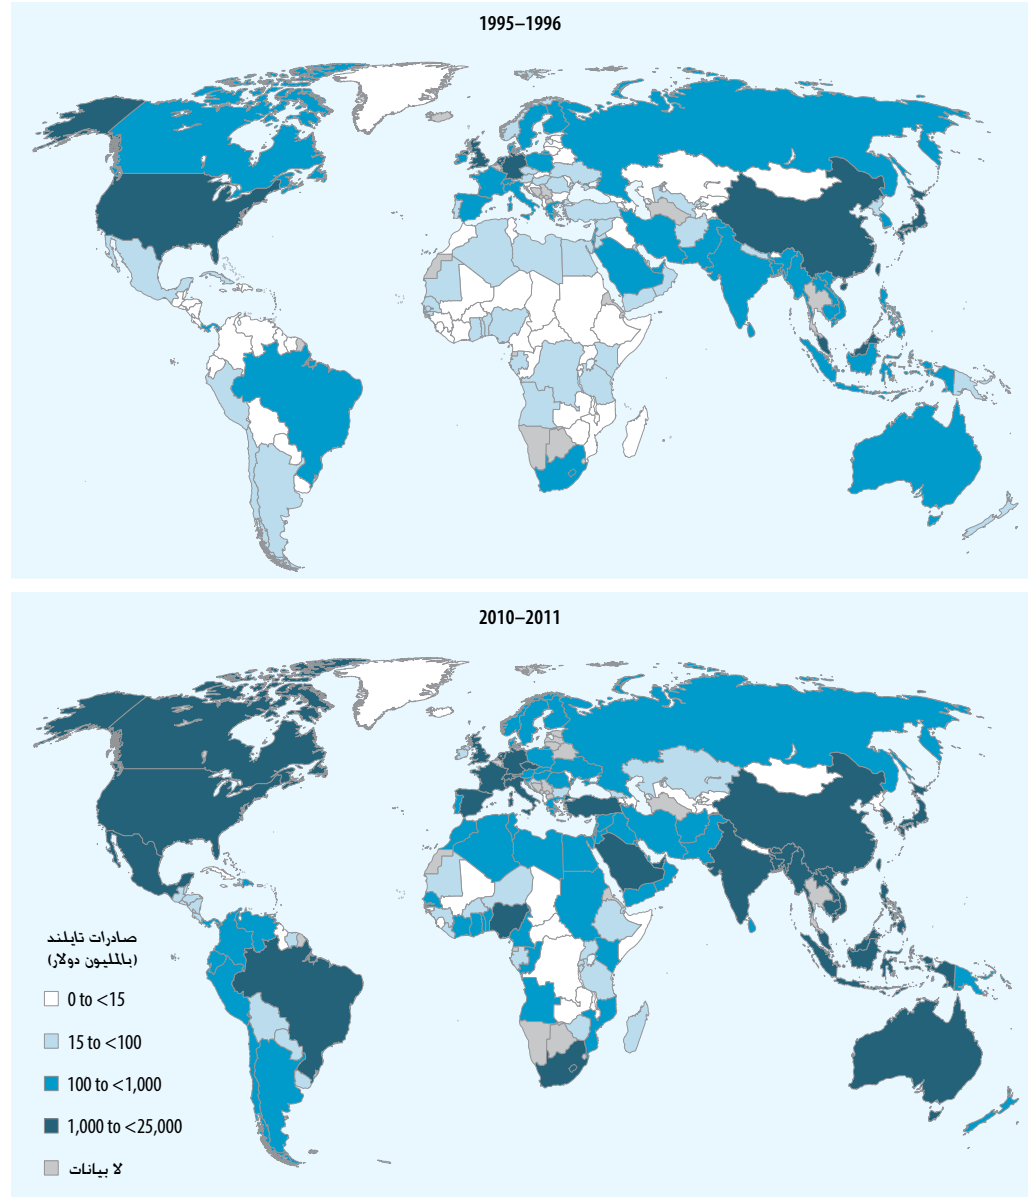 1995–1996
2010–2011
صادرات تايلند
(بالمليون دولار)
0 to <15
15 to <100
100 to <1,000
1,000 to <25,000
لا بيانات